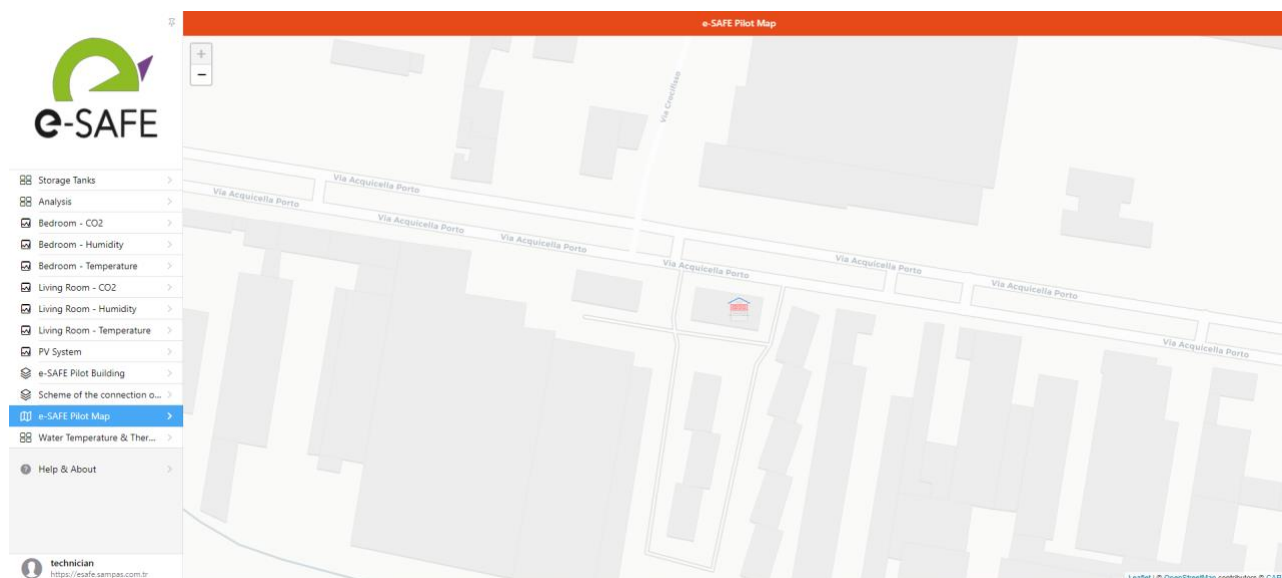 e-SAFE
Storage Tanks
Analysis
Bedroom - CO2
Bedroom - Humidity
Bedroom - Temperature
Living Room - CO2
Living Room - Humidity
Living Room - Temperature
PV System
e-SAFE Pilot Building
Scheme of the connection o...
e-SAFE Pilot Map
Water Temperature & Ther...
Help & About
technician
https://esafe.sampas.com.tr
e-SAFE Pilot Map
+
−
Via Crocifisso
Via Acquicella Porto
Via Acquicella Porto
Via Acquicella Porto
Via Acquicella Porto
Via Acquicella Porto
Via Acquicella Porto
Via Acquicella Porto
Via Acquicella Porto
Leaflet | © OpenStreetMap contributors ©